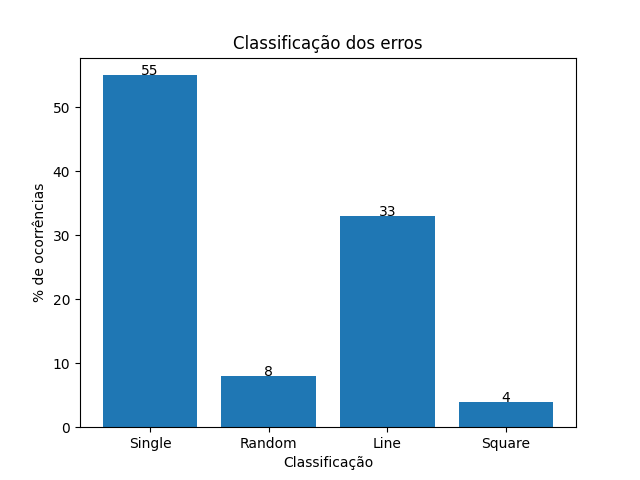 Classificação dos erros
55
8
33
4
50
40
30
20
10
0
% de ocorrências
Single Random Line Square
Classificação